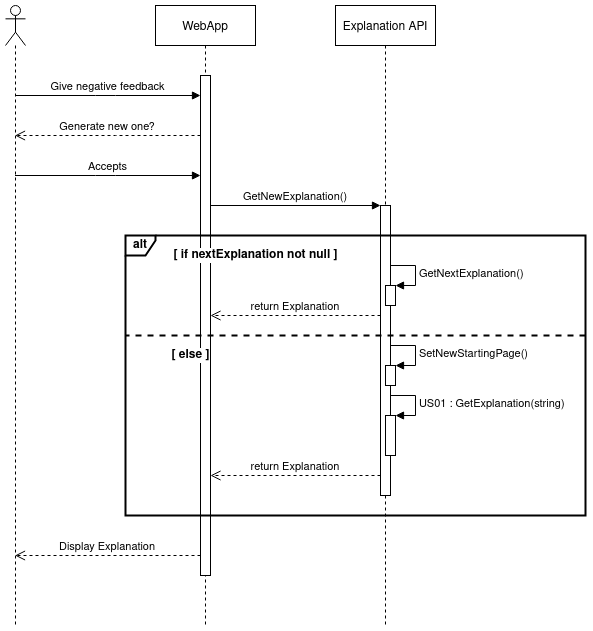 WebApp
Explanation API
Give negative feedback
Generate new one?
Accepts
GetNewExplanation()
alt
[ if nextExplanation not null ]
GetNextExplanation()
return Explanation
[ else ]
SetNewStartingPage()
US01 : GetExplanation(string)
return Explanation
Display Explanation